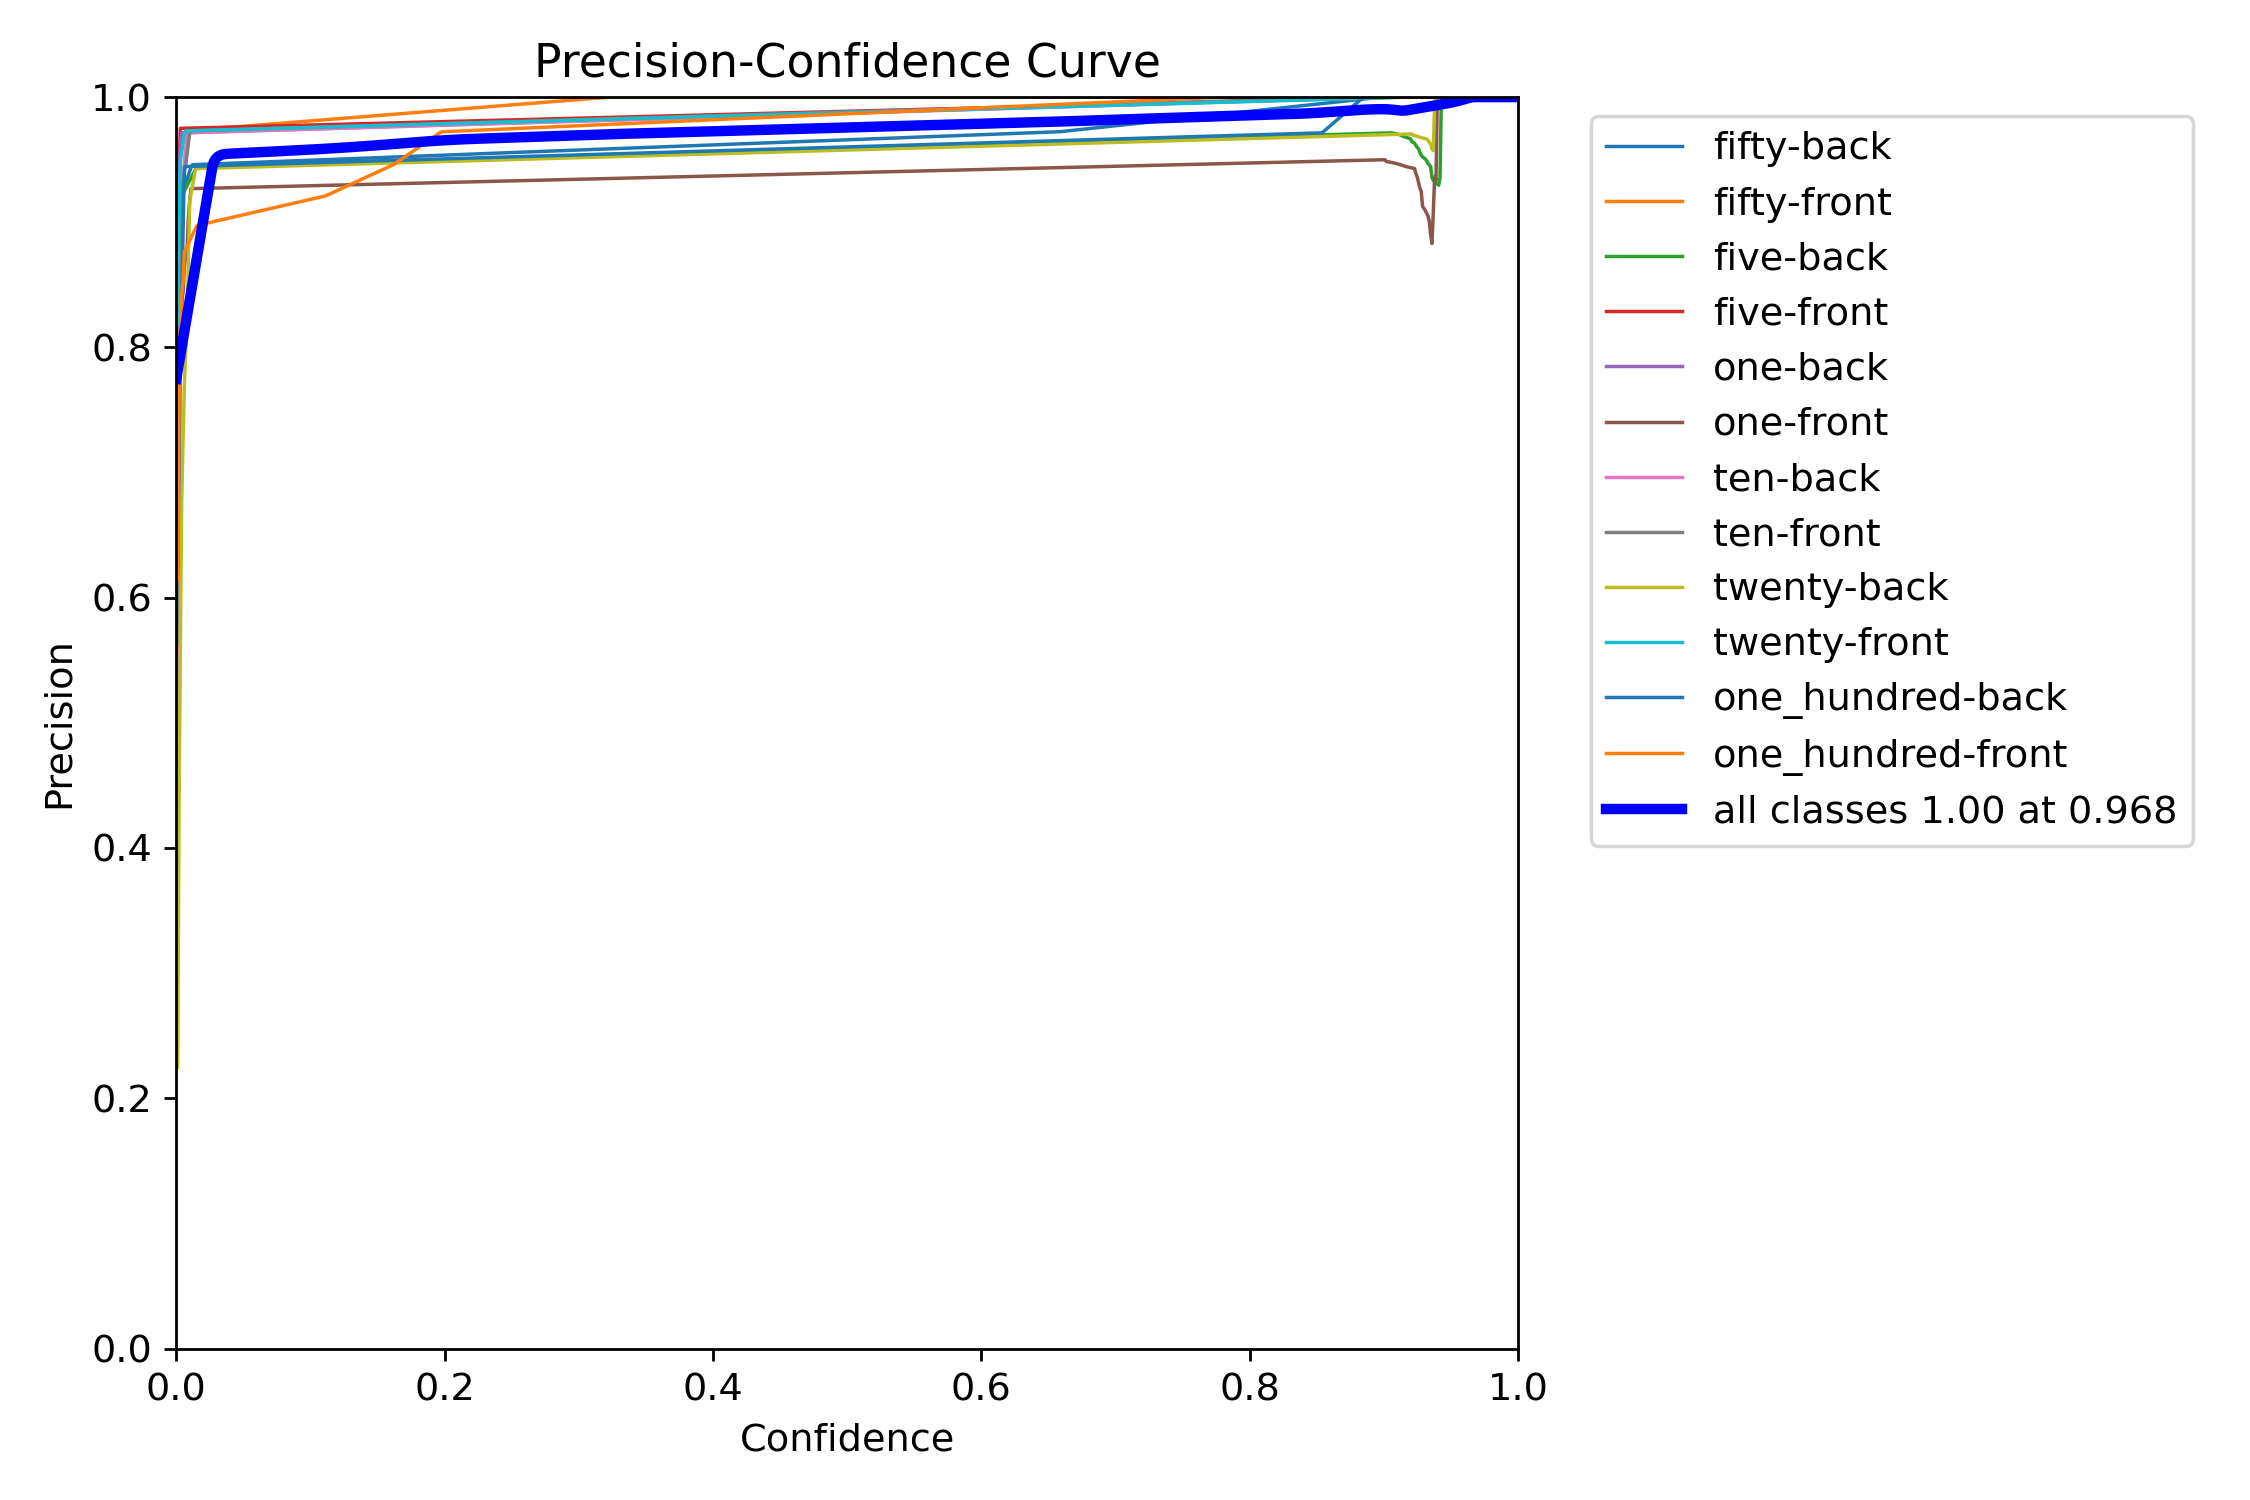 Precision-Confidence Curve
1.0
0.8
0.6
0.4
0.2
0.0
Precision
0.0 0.2 0.4 0.6 0.8 1.0
Confidence
fifty-back
fifty-front
five-back
five-front
one-back
one-front
ten-back
ten-front
twenty-back
twenty-front
one_hundred-back
one_hundred-front
all classes 1.00 at 0.968